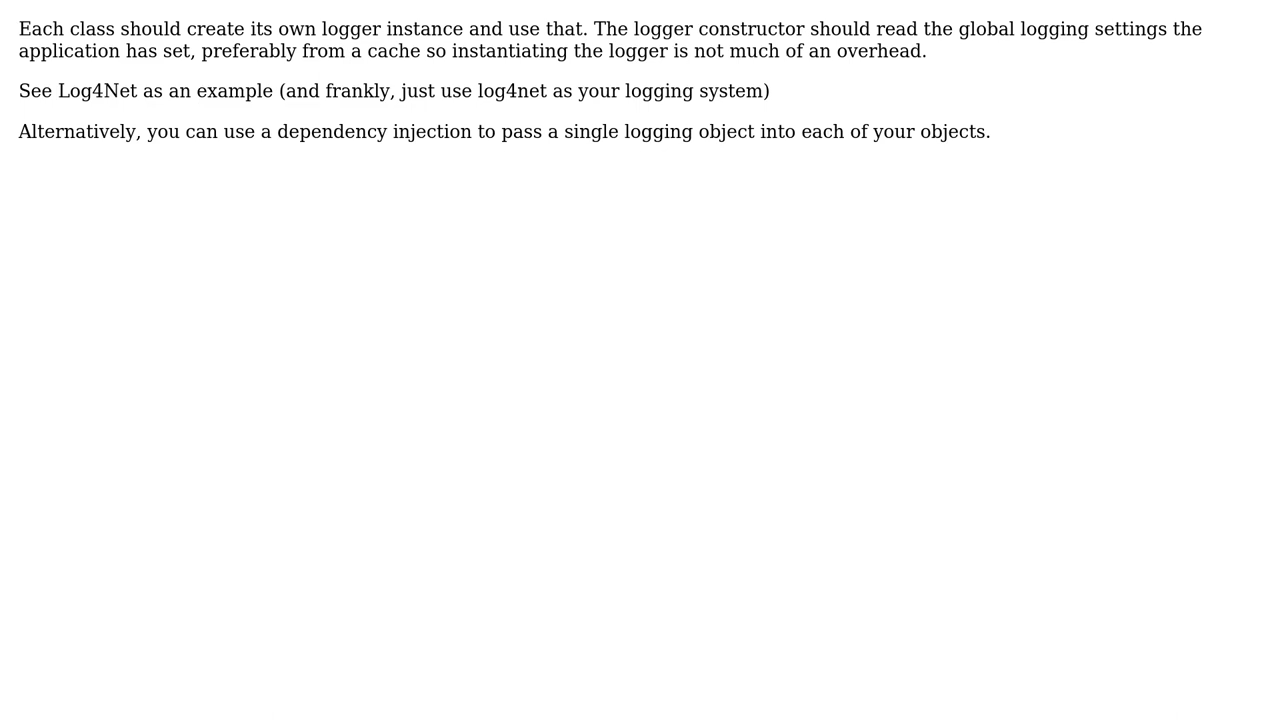 Each class should create its own logger instance and use that. The logger constructor should read the global logging settings the
application has set, preferably from a cache so instantiating the logger is not much of an overhead.
See Log4Net as an example (and frankly, just use log4net as your logging system)
Alternatively, you can use a dependency injection to pass a single logging object into each of your objects.